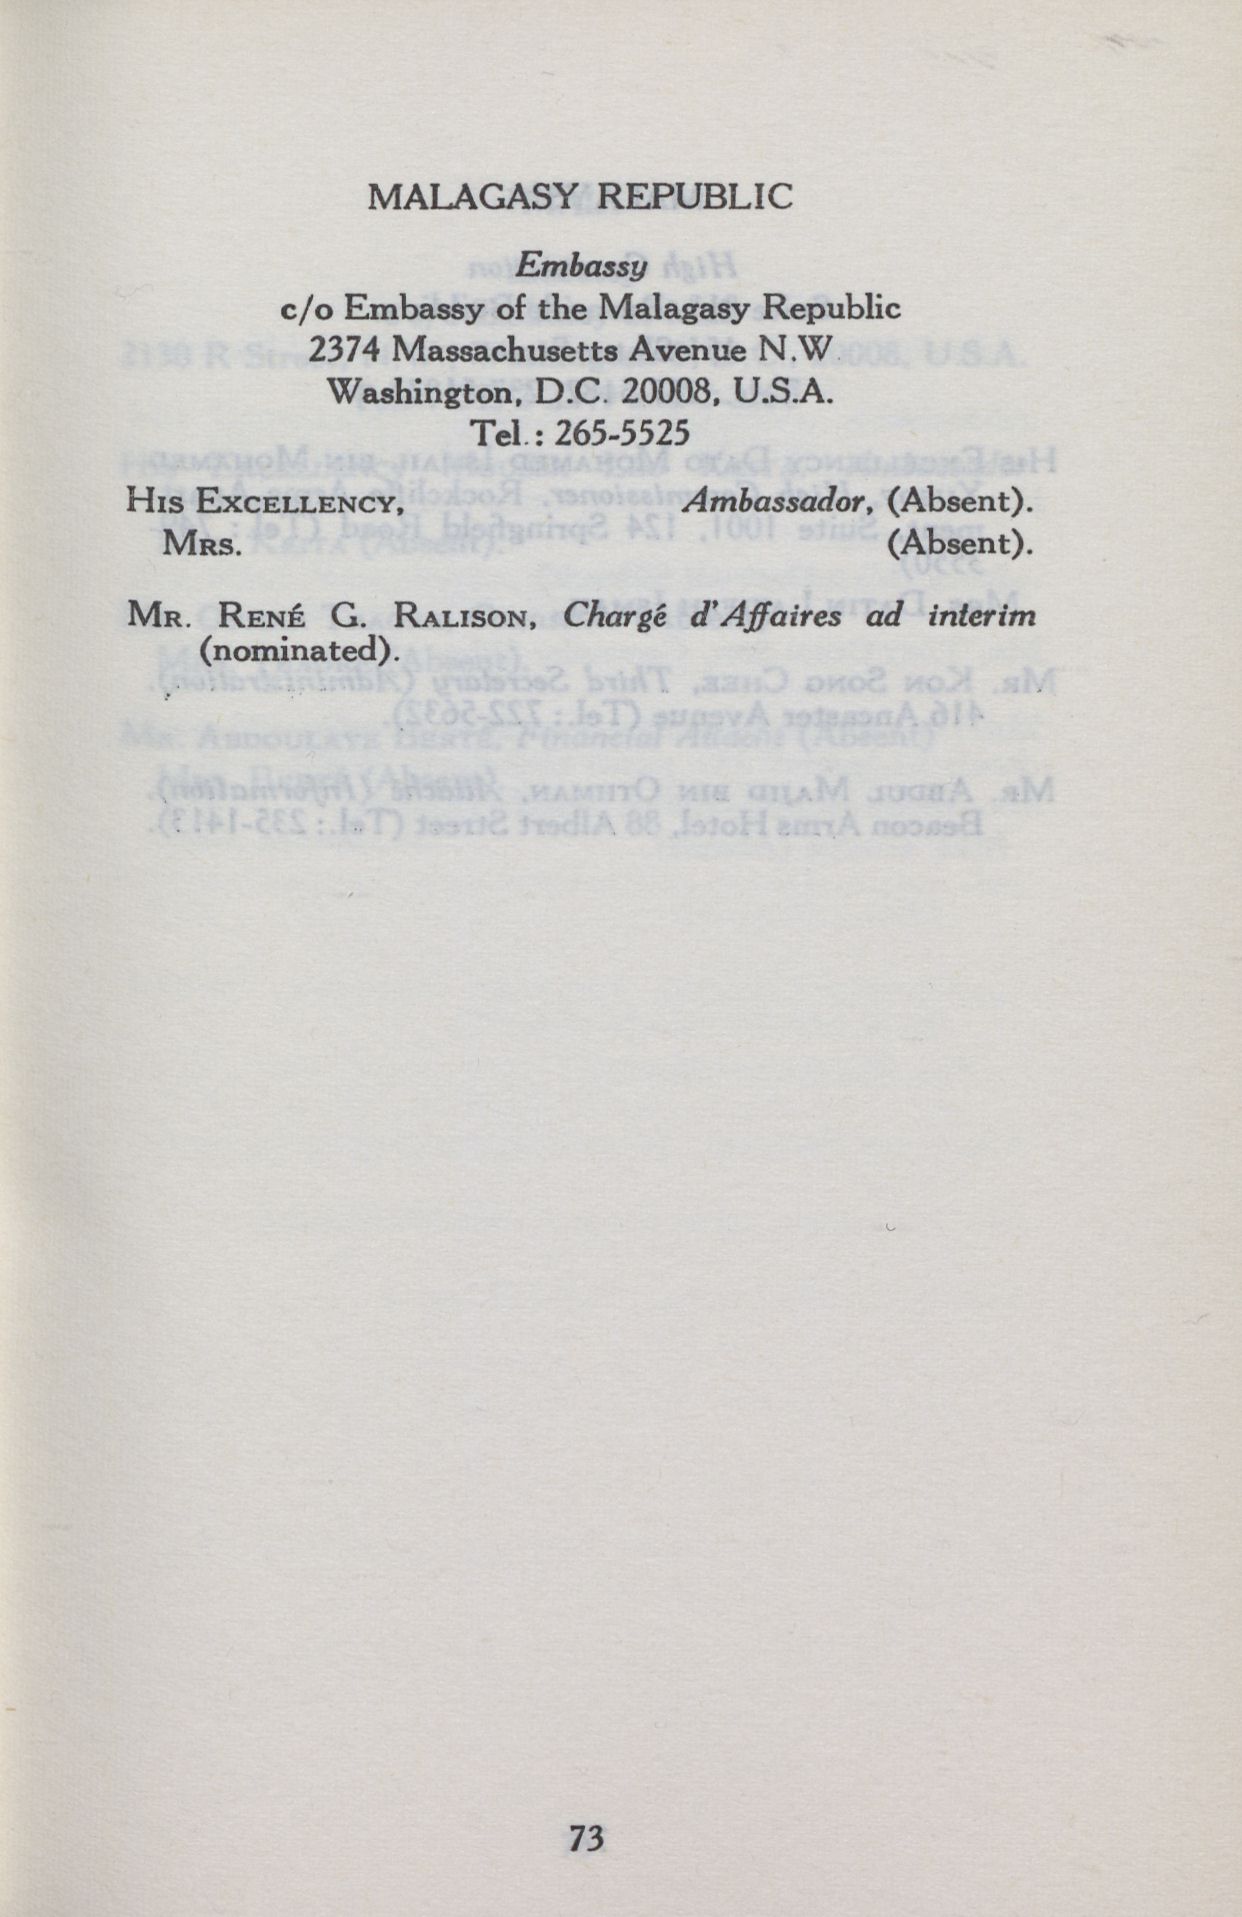 MALAGASY REPUBLIC
Embassy
c/o Embassy of the Malagasy Republic
2374 Massachusetts Avenue N.W.
Washington, D.C. 20008, U.S.A.
Tel.: 265-5525
HIS EXCELLENCY, Ambassador, (Absent).
MRS. (Absent).
MR. RENÉ G. RALISON, Chargé d'Affaires ad interim
(nominated).
73